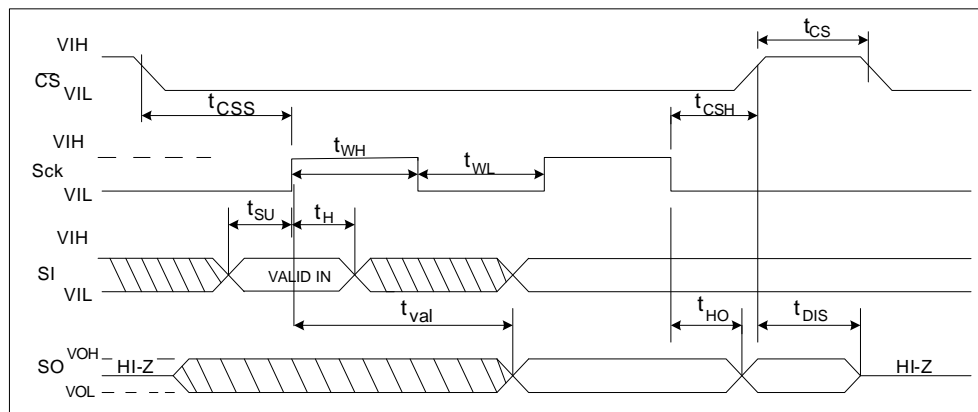 VIH
tCS
CS
VIL
tCSS
tCSH
VIH
tWH
tWL
Sck
VIL
tSU
tH
VIH
SI
VALID IN
VIL
tval
tHO
tDIS
VOH
SO
HI-Z
HI-Z
VOL